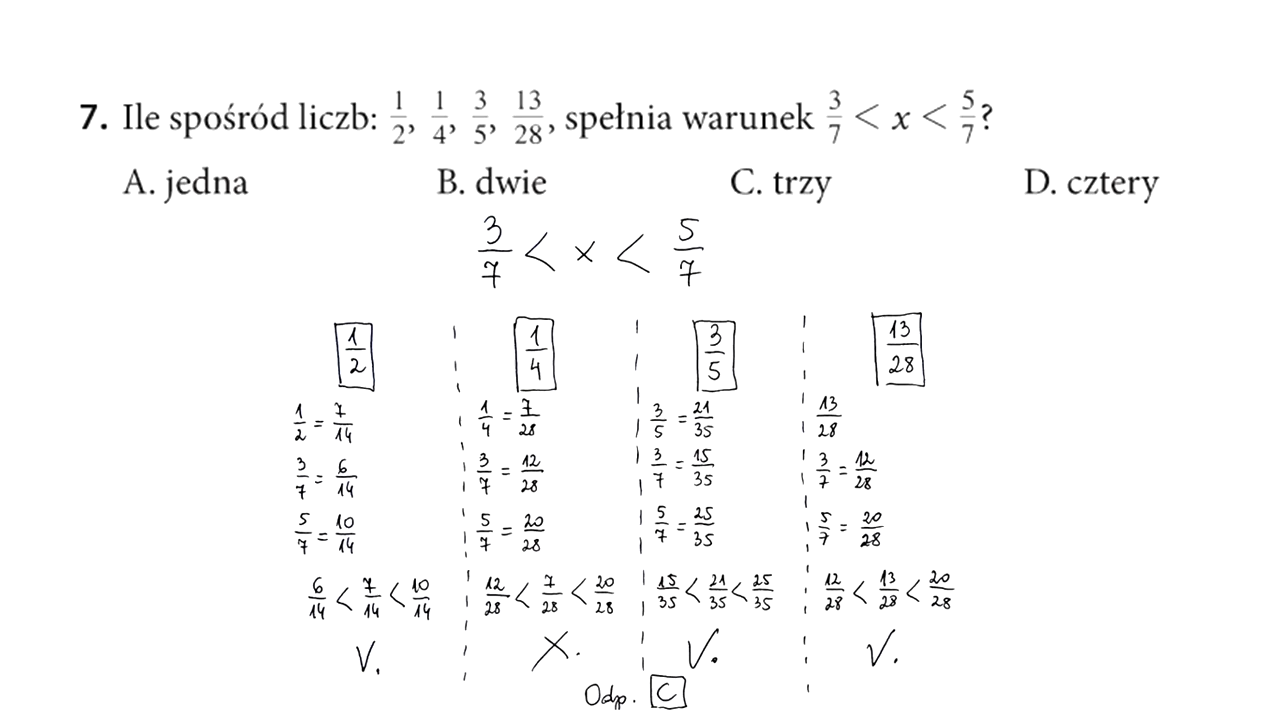 7. Ile spośród liczb: 1/2, 1/4, 3/5, 13/28, spełnia warunek 3/7 < x < 5/7?
A. jedna B. dwie C. trzy D. cztery
3/7 < x < 5/7
1/2 1/4 3/5 13/28
1/2 = 7/14 1/4 = 7/28 3/5 = 21/35 13/28
3/7 = 6/14 3/7 = 12/28 3/7 = 15/35 3/7 = 12/28
5/7 = 10/14 5/7 = 20/28 5/7 = 25/35 5/7 = 20/28
6/14 < 7/14 < 10/14 12/28 < 7/28 < 20/28 15/35 < 21/35 < 25/35 12/28 < 13/28 < 20/28
V. X. V. V.
Odp. C